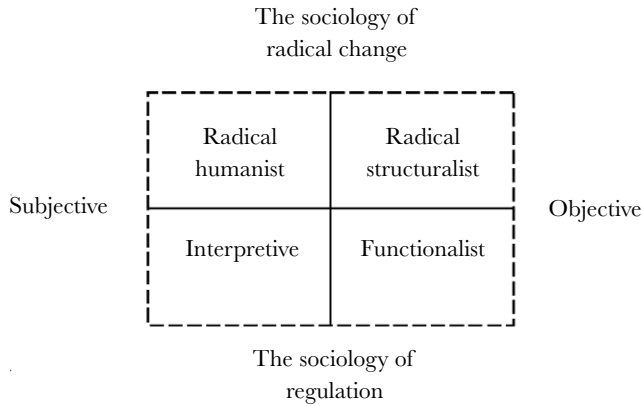 The sociology of
radical change
Radical
humanist
Radical
structuralist
Subjective
Objective
Interpretive
Functionalist
The sociology of
regulation